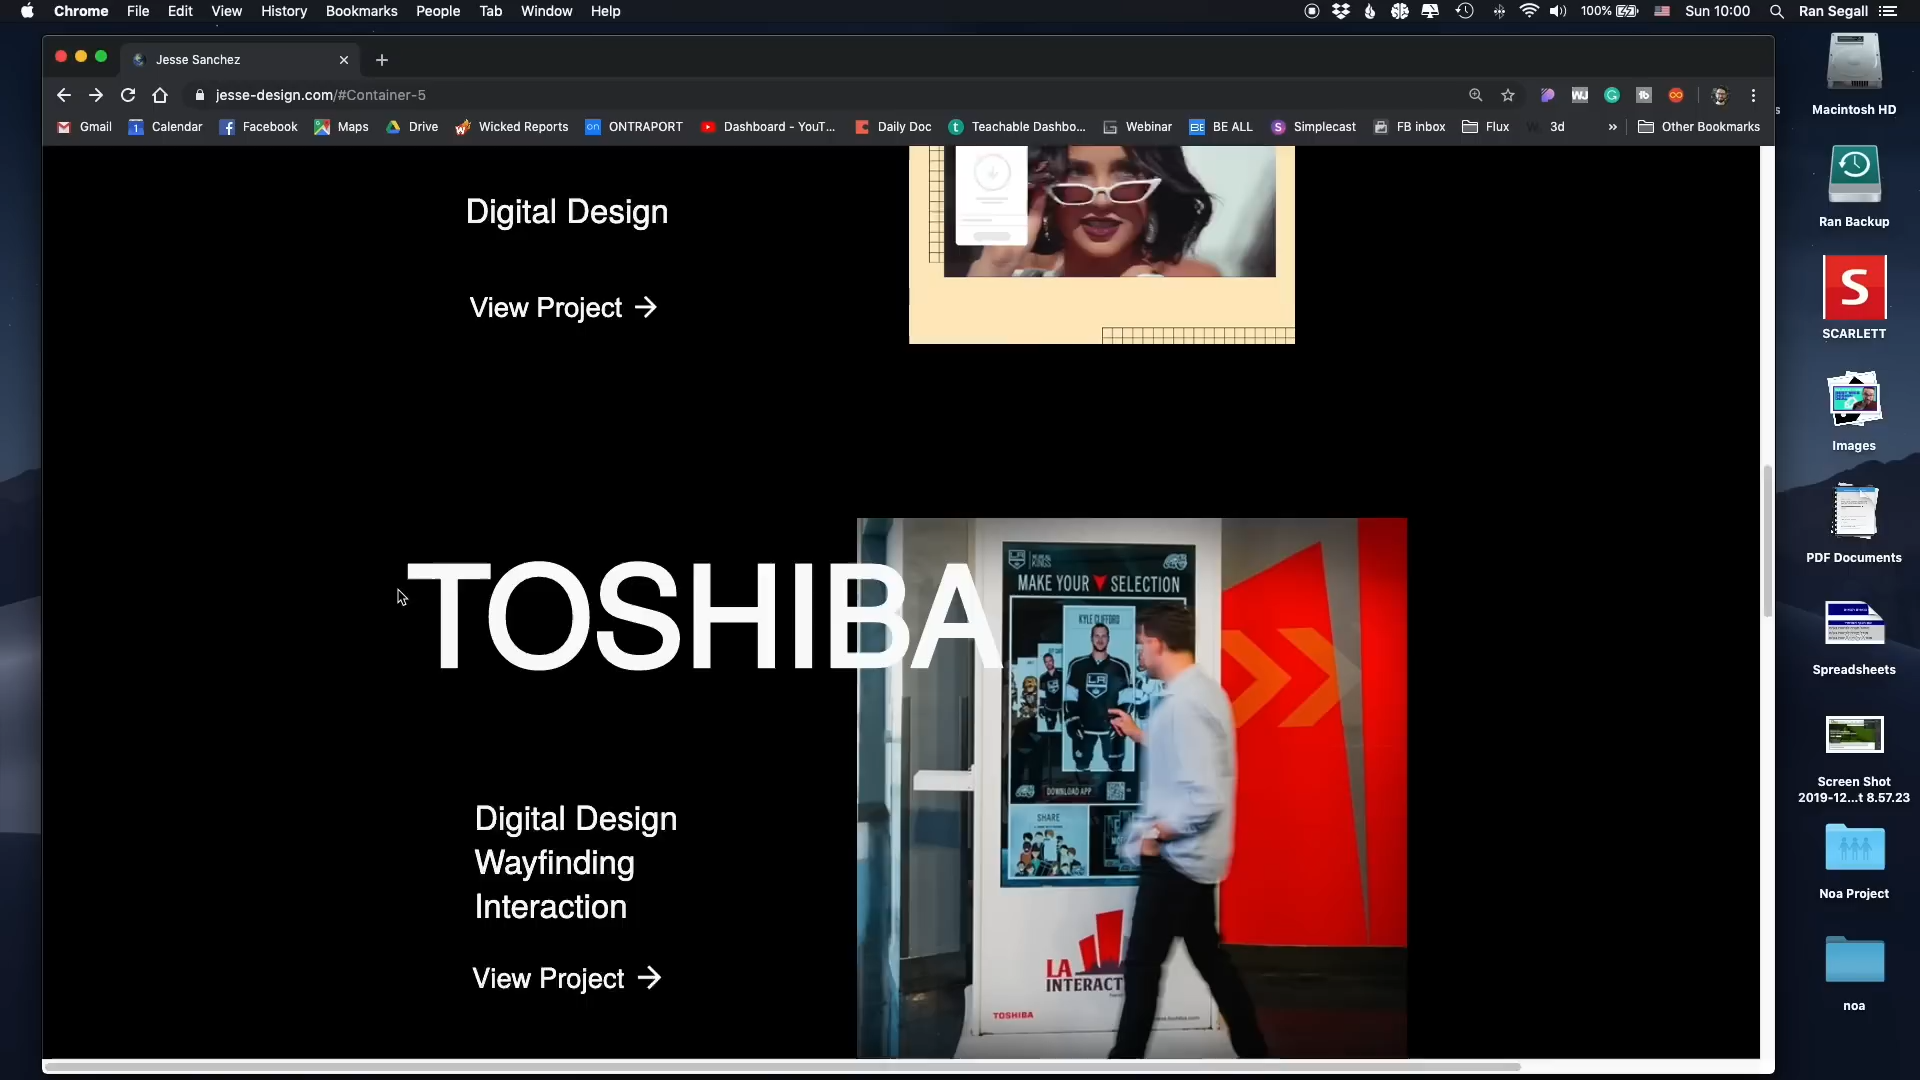 Chrome File Edit View History Bookmarks People Tab Window Help
100% Sun 10:00 Ran Segall
Jesse Sanchez
jesse-design.com/#Container-5
Gmail Calendar Facebook Maps Drive Wicked Reports ONTRAPORT Dashboard - YouT... Daily Doc Teachable Dashbo... Webinar BE ALL Simplecast FB inbox Flux 3d » Other Bookmarks
Digital Design
View Project →
TOSHIBA
Digital Design
Wayfinding
Interaction
View Project →
MAKE YOUR SELECTION
KYLE CLIFFORD
DOWNLOAD APP
SHARE
LA
INTERACT
TOSHIBA
Macintosh HD
Ran Backup
S
SCARLETT
Images
PDF Documents
Spreadsheets
Screen Shot
2019-12...t 8.57.23
Noa Project
noa